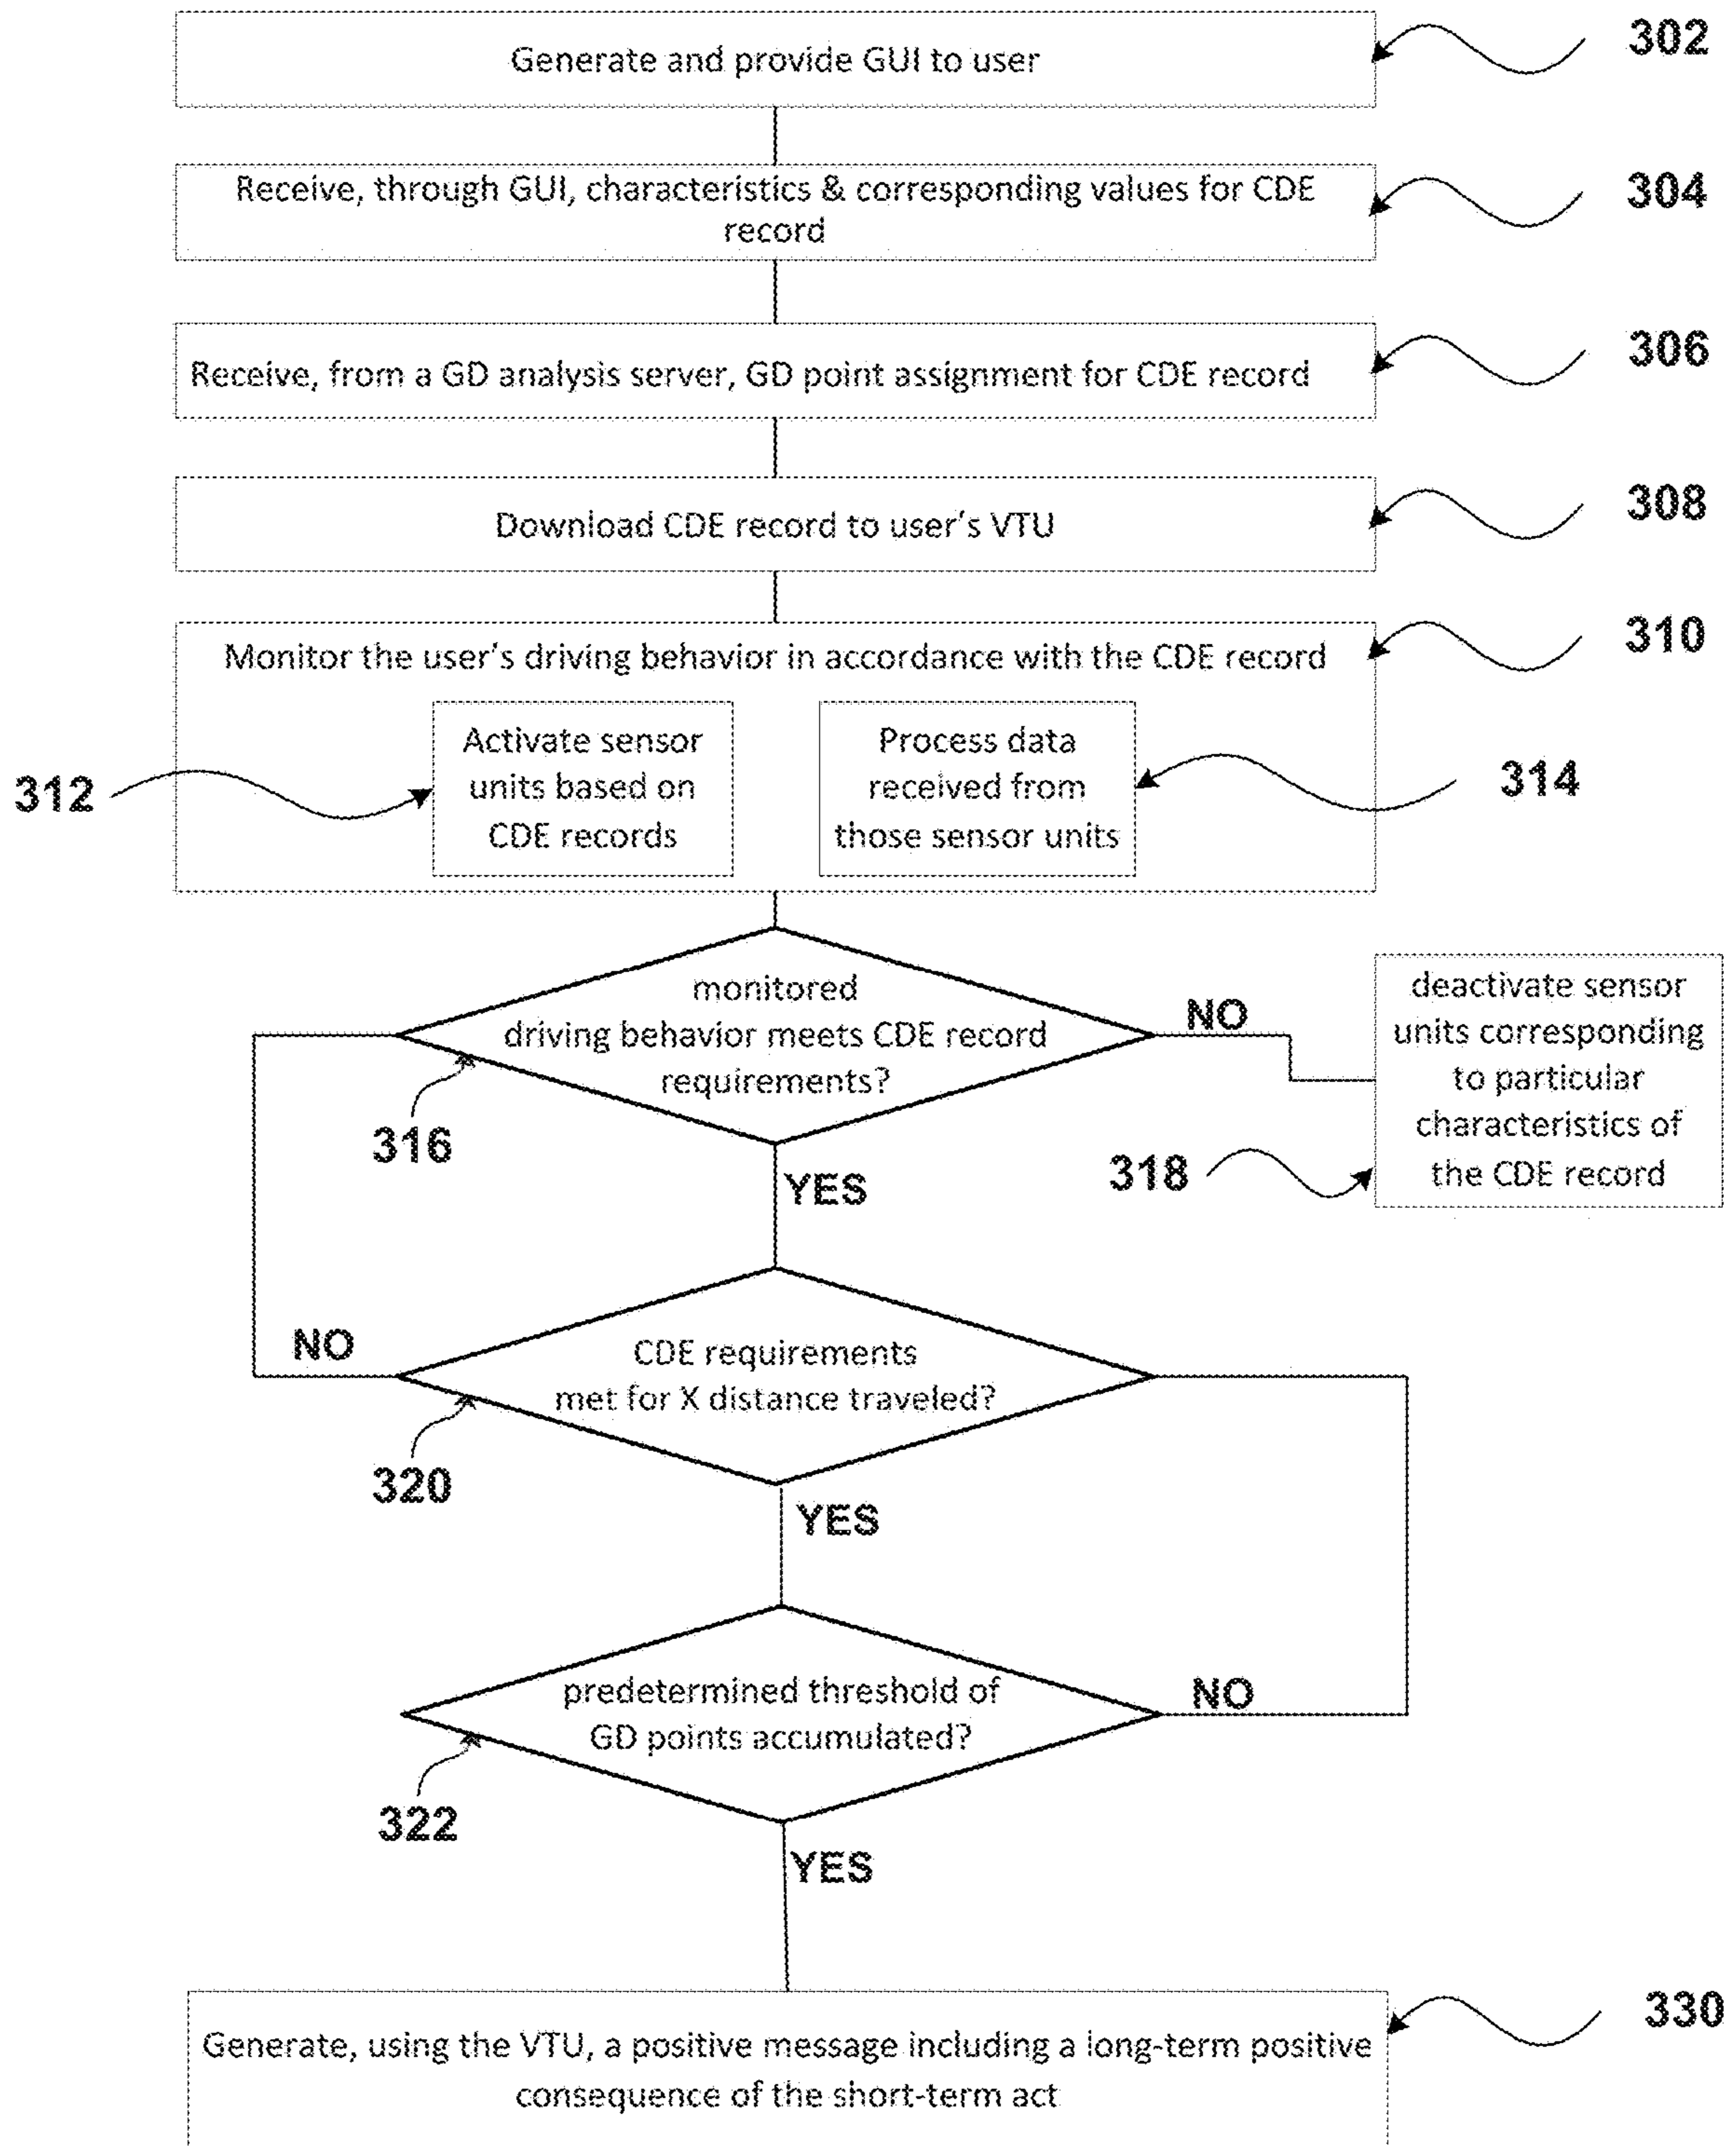 Generate and provide GUI to user
302
Receive, through GUI, characteristics & corresponding values for CDE
record
304
Receive, from a GD analysis server, GD point assignment for CDE record
306
Download CDE record to user's VTU
308
Monitor the user's driving behavior in accordance with the CDE record
310
Activate sensor
units based on
CDE records
312
Process data
received from
those sensor units
314
monitored
driving behavior meets CDE record
requirements?
316
NO
deactivate sensor
units corresponding
to particular
characteristics of
the CDE record
318
YES
CDE requirements
met for X distance traveled?
NO
320
YES
predetermined threshold of
GD points accumulated?
NO
322
YES
Generate, using the VTU, a positive message including a long-term positive
consequence of the short-term act
330